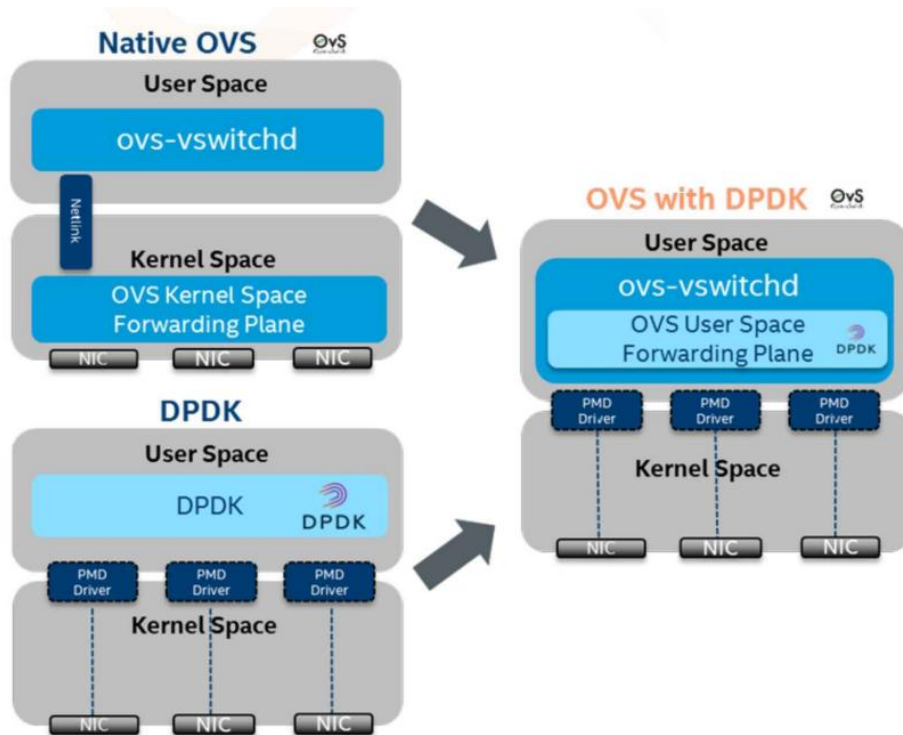 Native OVS
OvS
User Space
ovs-vswitchd
Netlink
Kernel Space
OVS Kernel Space
Forwarding Plane
NIC
NIC
NIC
DPDK
User Space
DPDK
DPDK
PMD
Driver
PMD
Driver
PMD
Driver
Kernel Space
NIC
NIC
NIC
OVS with DPDK
OvS
User Space
ovs-vswitchd
OVS User Space
Forwarding Plane
DPDK
PMD
Driver
PMD
Driver
PMD
Driver
Kernel Space
NIC
NIC
NIC